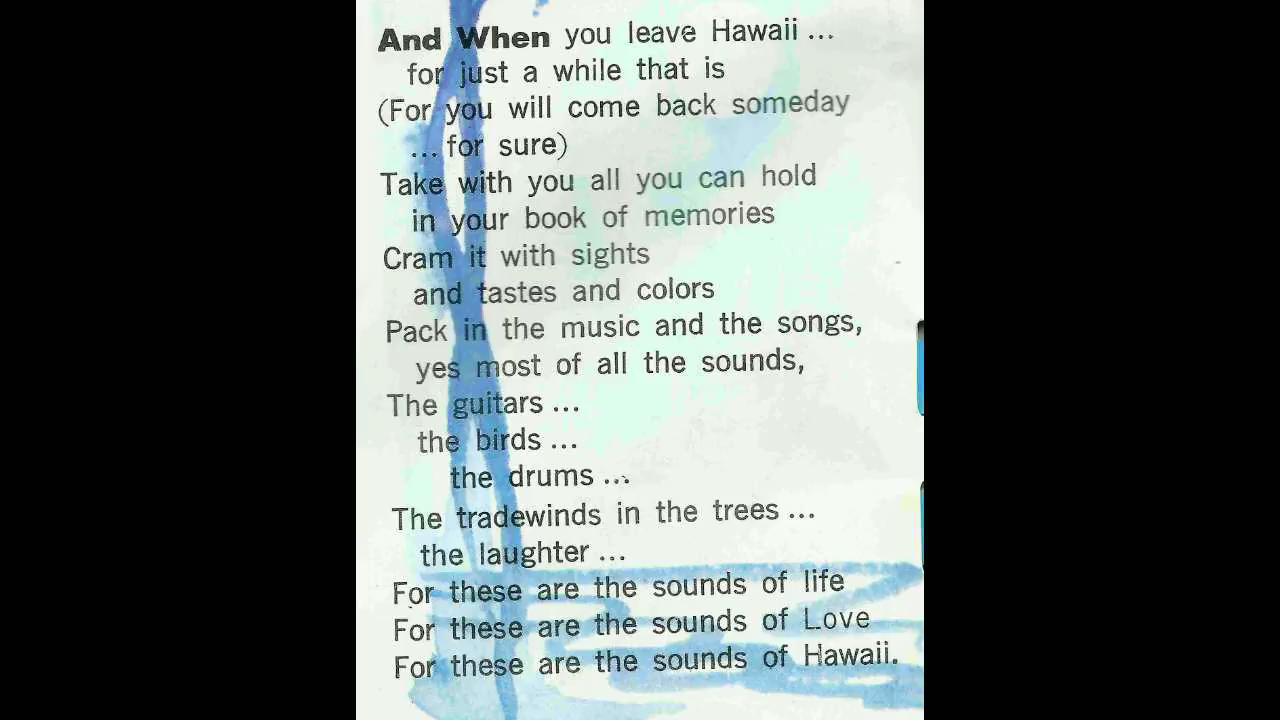 And When you leave Hawaii ...
for just a while that is
(For you will come back someday
... for sure)
Take with you all you can hold
in your book of memories
Cram it with sights
and tastes and colors
Pack in the music and the songs,
yes most of all the sounds,
The guitars ...
the birds ...
the drums ...
The tradewinds in the trees ...
the laughter ...
For these are the sounds of life
For these are the sounds of Love
For these are the sounds of Hawaii.